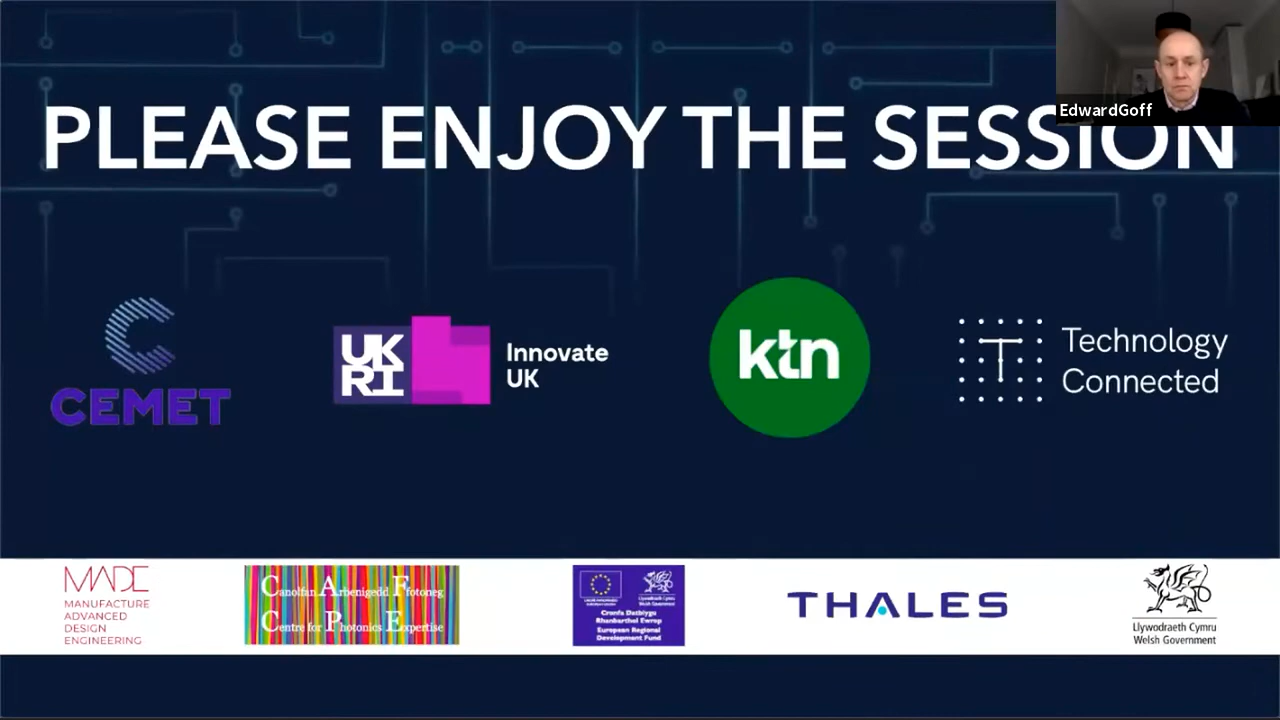 EdwardGoff
PLEASE ENJOY THE SESSION
CEMET
UK
RI
Innovate
UK
ktn
T
Technology
Connected
MADE
MANUFACTURE
ADVANCED
DESIGN
ENGINEERING
Canolfan Arbenigedd Ffotoneg
Centre for Photonics Expertise
Cronfa Datblygu
Rhanbarthol Ewrop
European Regional
Development Fund
THALES
Llywodraeth Cymru
Welsh Government